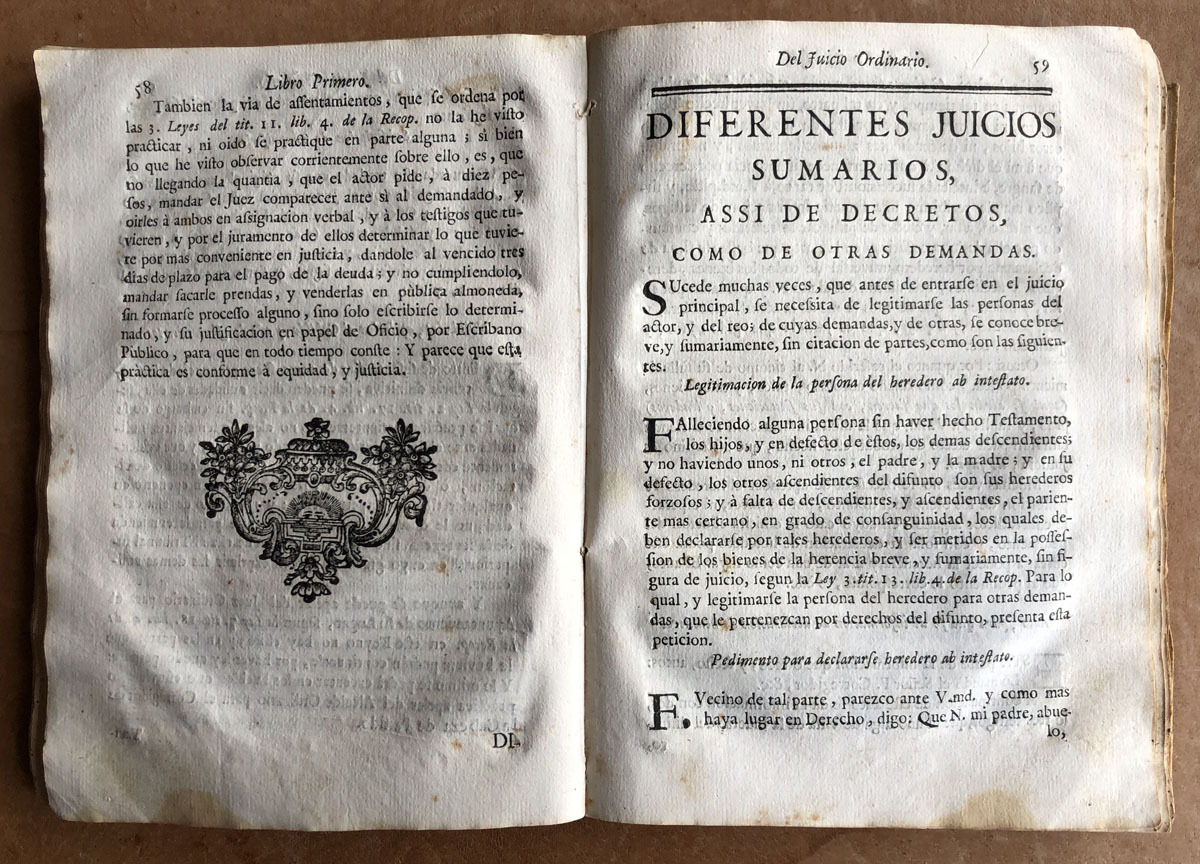 58
Libro Primero.
Tambien la via de assentamientos, que se ordena por
las 3. Leyes del tit. 11. lib. 4. de la Recop. no la he visto
practicar, ni oido se practique en parte alguna; si bien
lo que he visto observar corrientemente sobre ello, es, que
no llegando la quantia, que el actor pide, à diez pe-
sos, mandar el Juez comparecer ante sì al demandado, y
oirles à ambos en assignacion verbal, y à los testigos que tu-
vieren, y por el juramento de ellos determinar lo que tuvie-
re por mas conveniente en justicia, dandole al vencido tres
dias de plazo para el pago de la deuda; y no cumpliendolo,
mandar sacarle prendas, y venderlas en pùblica almoneda,
sin formarse processo alguno, sino solo escribirse lo determi-
nado, y su justificacion en papel de Oficio, por Escribano
Publico, para que en todo tiempo conste: Y parece que esta
pràctica es conforme à equidad, y justicia.
DI-
Del Juicio Ordinario.
59
DIFERENTES JUICIOS
SUMARIOS,
ASSI DE DECRETOS,
COMO DE OTRAS DEMANDAS.
SUcede muchas veces, que antes de entrarse en el juicio
principal, se necessita de legitimarse las personas del
actor, y del reo; de cuyas demandas, y de otras, se conoce bre-
ve, y sumariamente, sin citacion de partes, como son las siguien-
tes.
Legitimacion de la persona del heredero ab intestato.
FAlleciendo alguna persona sin haver hecho Testamento,
los hijos, y en defecto de èstos, los demas descendientes;
y no haviendo unos, ni otros, el padre, y la madre; y en su
defecto, los otros ascendientes del difunto son sus herederos
forzosos; y à falta de descendientes, y ascendientes, el parien-
te mas cercano, en grado de consanguinidad, los quales de-
ben declararse por tales herederos, y ser metidos en la posses-
sion de los bienes de la herencia breve, y sumariamente, sin fi-
gura de juicio, segun la Ley 3. tit. 13. lib. 4. de la Recop. Para lo
qual, y legitimarse la persona del heredero para otras deman-
das, que le pertenezcan por derechos del difunto, presenta esta
peticion.
Pedimento para declararse heredero ab intestato.
F. Vecino de tal parte, parezco ante V. md. y como mas
haya lugar en Derecho, digo: Que N. mi padre, abue-
lo,